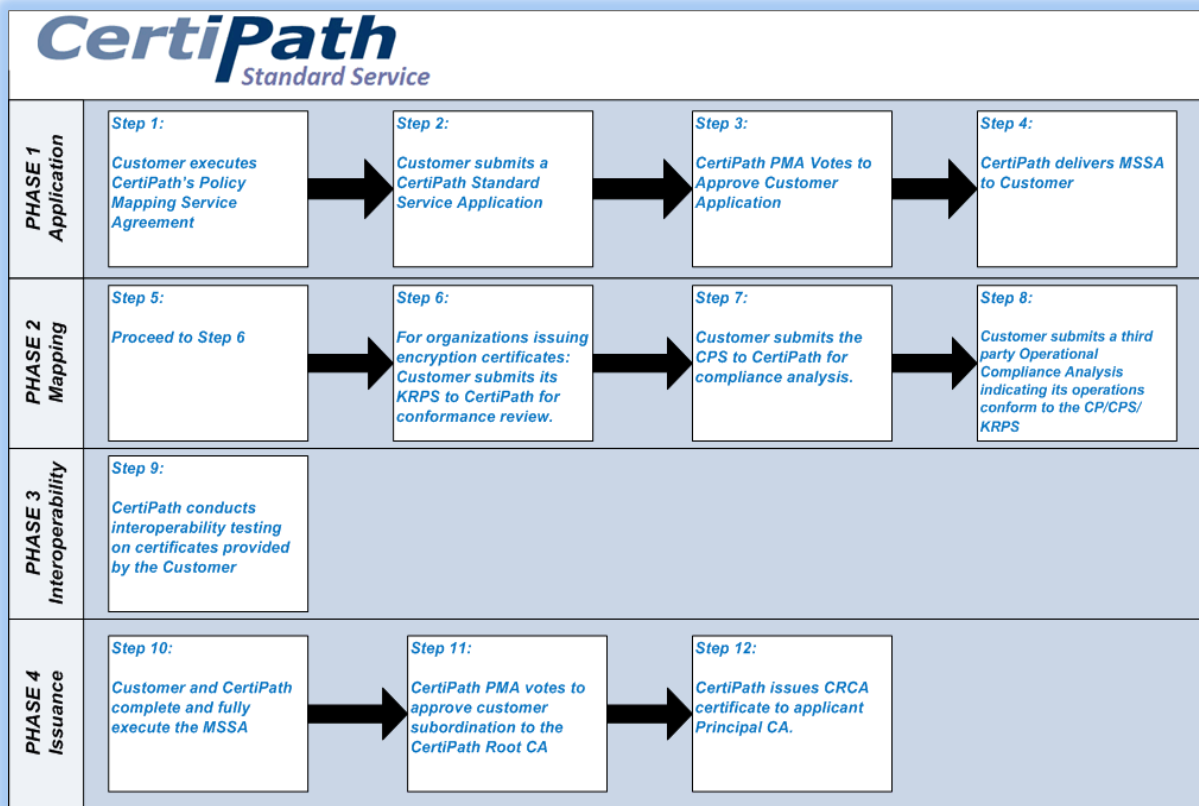 CertiPath
Standard Service
PHASE 1
Application
Step 1:
Customer executes
CertiPath's Policy
Mapping Service
Agreement
Step 2:
Customer submits a
CertiPath Standard
Service Application
Step 3:
CertiPath PMA Votes to
Approve Customer
Application
Step 4:
CertiPath delivers MSSA
to Customer
PHASE 2
Mapping
Step 5:
Proceed to Step 6
Step 6:
For organizations issuing
encryption certificates:
Customer submits its
KRPS to CertiPath for
conformance review.
Step 7:
Customer submits the
CPS to CertiPath for
compliance analysis.
Step 8:
Customer submits a third
party Operational
Compliance Analysis
indicating its operations
conform to the CP/CPS/
KRPS
PHASE 3
Interoperability
Step 9:
CertiPath conducts
interoperability testing
on certificates provided
by the Customer
PHASE 4
Issuance
Step 10:
Customer and CertiPath
complete and fully
execute the MSSA
Step 11:
CertiPath PMA votes to
approve customer
subordination to the
CertiPath Root CA
Step 12:
CertiPath issues CRCA
certificate to applicant
Principal CA.